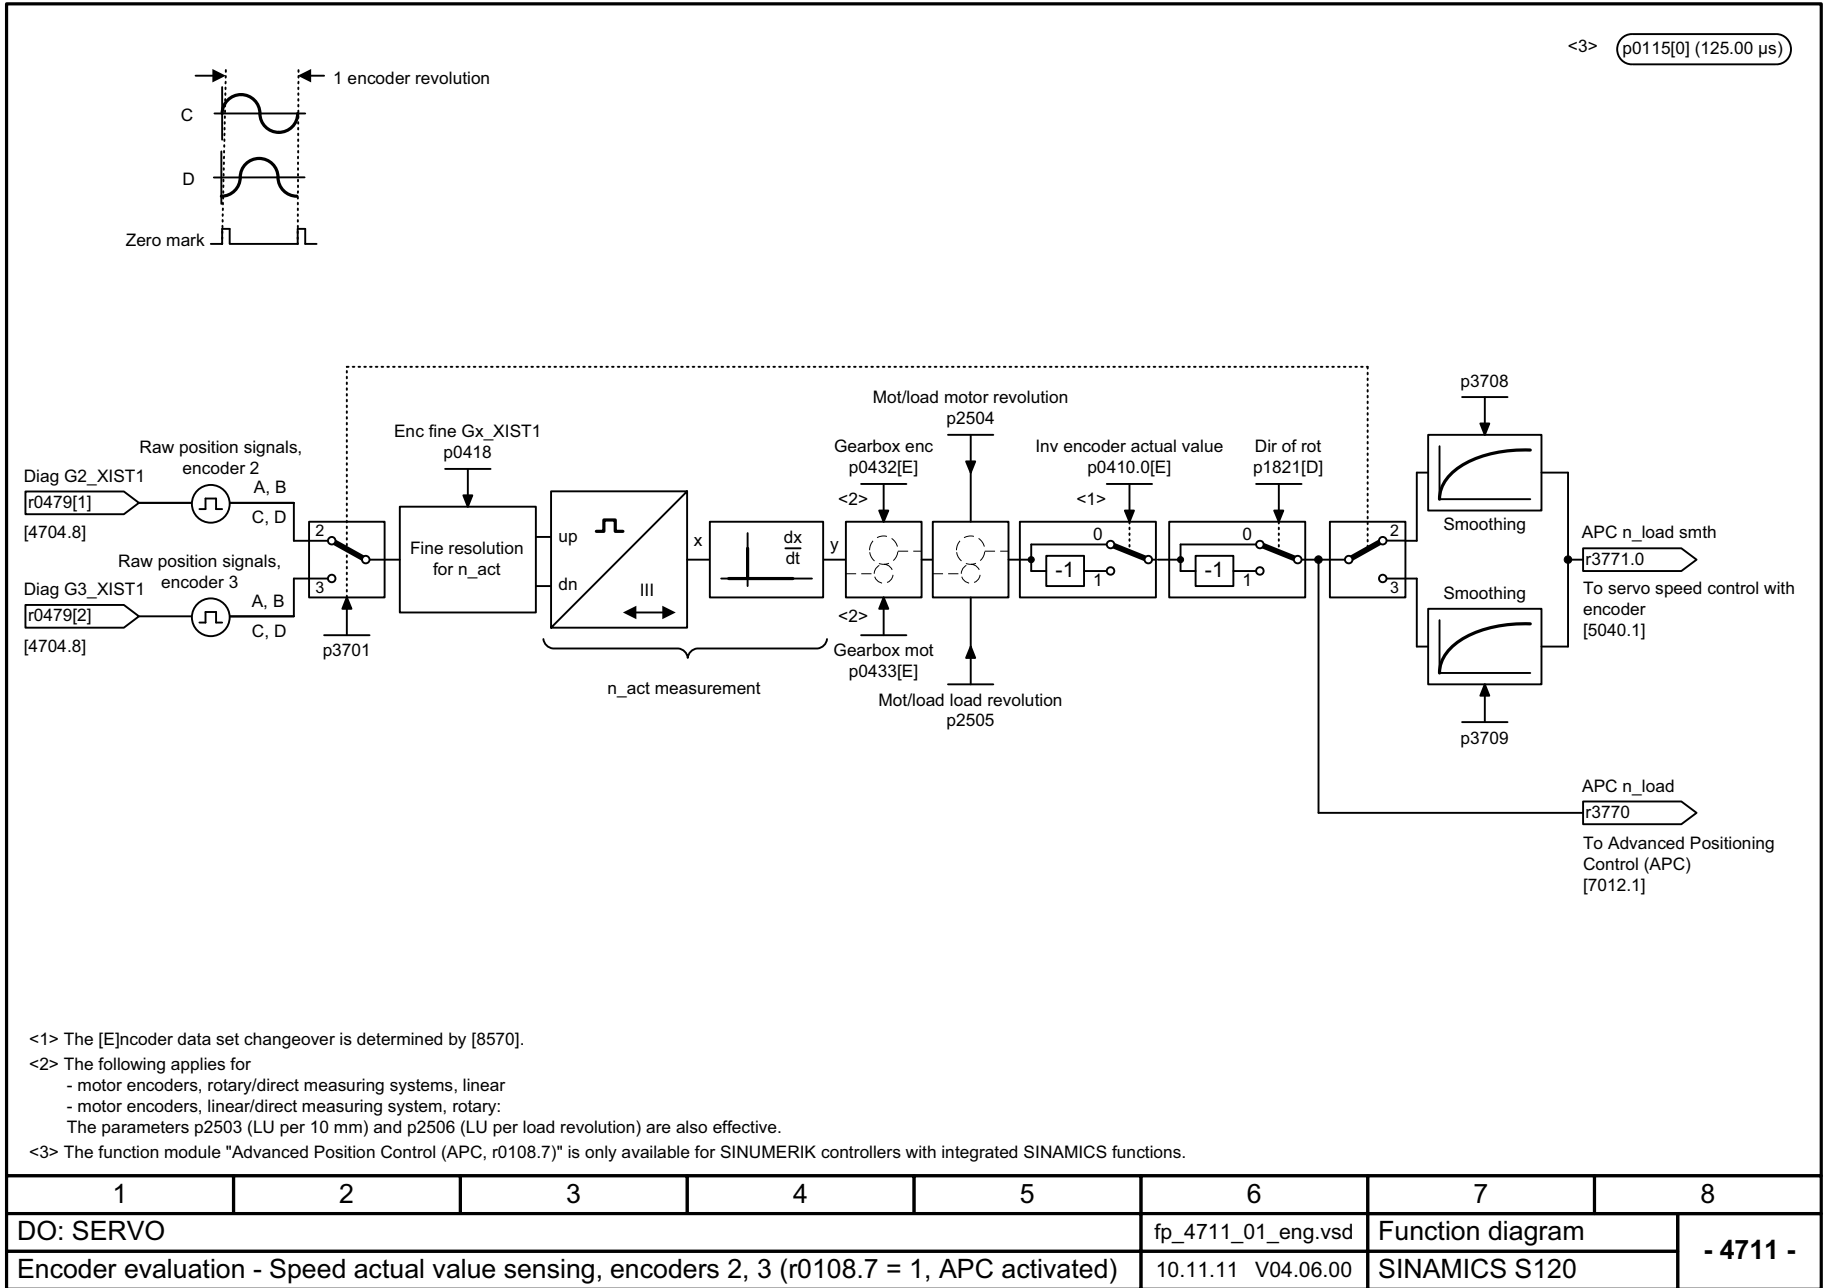 <3> p0115[0] (125.00 µs)
1 encoder revolution
C
D
Zero mark
Diag G2_XIST1
r0479[1]
[4704.8]
Raw position signals,
encoder 2
A, B
C, D
Diag G3_XIST1
r0479[2]
[4704.8]
Raw position signals,
encoder 3
A, B
C, D
2
3
p3701
Enc fine Gx_XIST1
p0418
Fine resolution
for n_act
up
dn
III
x
dx
dt
y
n_act measurement
Gearbox enc
p0432[E]
<2>
<2>
Gearbox mot
p0433[E]
Mot/load motor revolution
p2504
Mot/load load revolution
p2505
Inv encoder actual value
p0410.0[E]
<1>
0
-1
1
Dir of rot
p1821[D]
0
-1
1
2
3
p3708
Smoothing
Smoothing
p3709
APC n_load smth
r3771.0
To servo speed control with
encoder
[5040.1]
APC n_load
r3770
To Advanced Positioning
Control (APC)
[7012.1]
<1> The [E]ncoder data set changeover is determined by [8570].
<2> The following applies for
- motor encoders, rotary/direct measuring systems, linear
- motor encoders, linear/direct measuring system, rotary:
The parameters p2503 (LU per 10 mm) and p2506 (LU per load revolution) are also effective.
<3> The function module "Advanced Position Control (APC, r0108.7)" is only available for SINUMERIK controllers with integrated SINAMICS functions.
1 2 3 4 5 6 7 8
DO: SERVO
fp_4711_01_eng.vsd
Function diagram
- 4711 -
Encoder evaluation - Speed actual value sensing, encoders 2, 3 (r0108.7 = 1, APC activated)
10.11.11 V04.06.00
SINAMICS S120